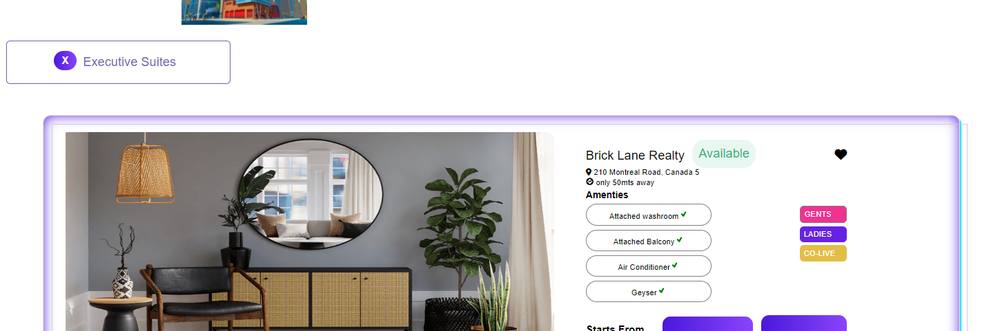 X Executive Suites
Brick Lane Realty Available
210 Montreal Road, Canada 5
only 50mts away
Amenties
Attached washroom
Attached Balcony
Air Conditioner
Geyser
GENTS
LADIES
CO-LIVE
Starts From